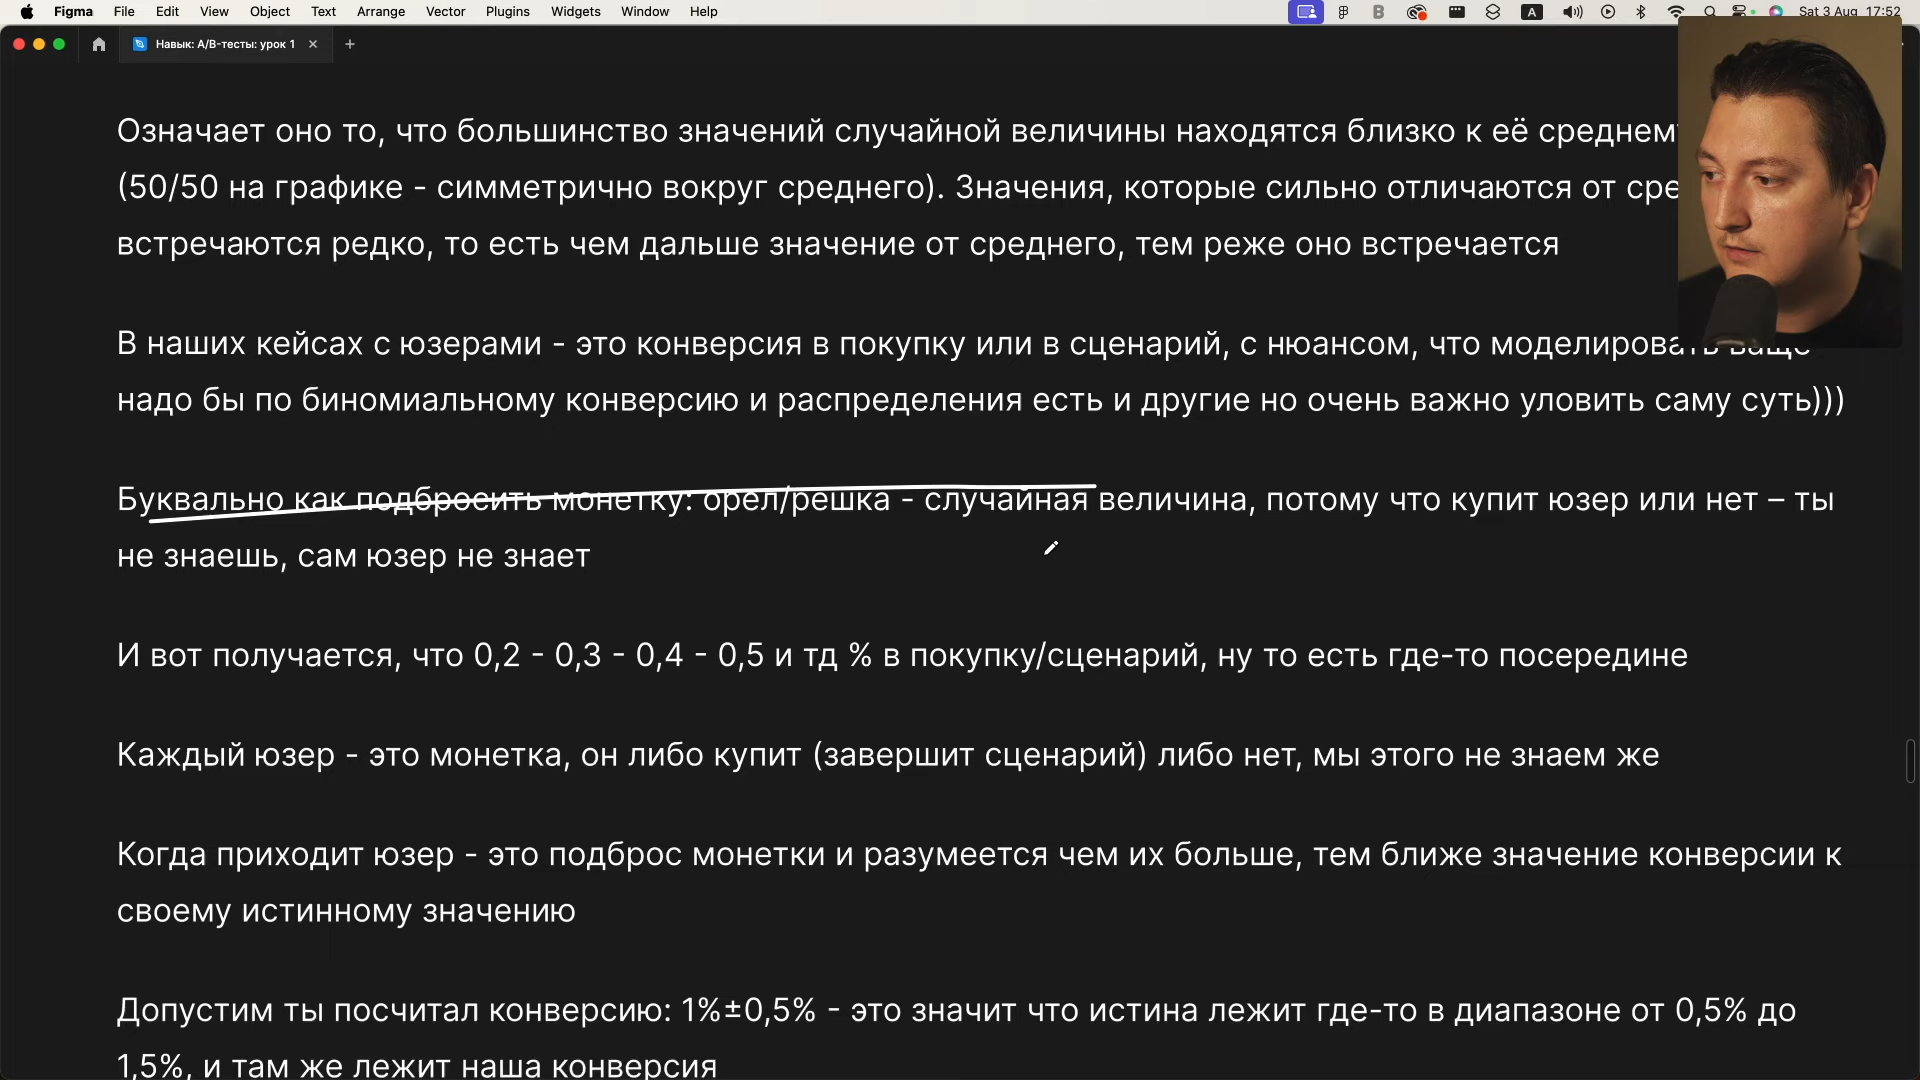 Figma File Edit View Object Text Arrange Vector Plugins Widgets Window Help A Sat 3 Aug 17:52
Навык: A/B-тесты: урок 1
Означает оно то, что большинство значений случайной величины находятся близко к её
(50/50 на графике - симметрично вокруг среднего). Значения, которые сильно отличаются от
встречаются редко, то есть чем дальше значение от среднего, тем реже оно встречается
В наших кейсах с юзерами - это конверсия в покупку или в сценарий, с нюансом, что моделировать ваще
надо бы по биномиальному конверсию и распределения есть и другие но очень важно уловить саму суть)))
Буквально как подбросить монетку: орел/решка - случайная величина, потому что купит юзер или нет – ты
не знаешь, сам юзер не знает
И вот получается, что 0,2 - 0,3 - 0,4 - 0,5 и тд % в покупку/сценарий, ну то есть где-то посередине
Каждый юзер - это монетка, он либо купит (завершит сценарий) либо нет, мы этого не знаем же
Когда приходит юзер - это подброс монетки и разумеется чем их больше, тем ближе значение конверсии к
своему истинному значению
Допустим ты посчитал конверсию: 1%±0,5% - это значит что истина лежит где-то в диапазоне от 0,5% до
1,5%, и там же лежит наша конверсия